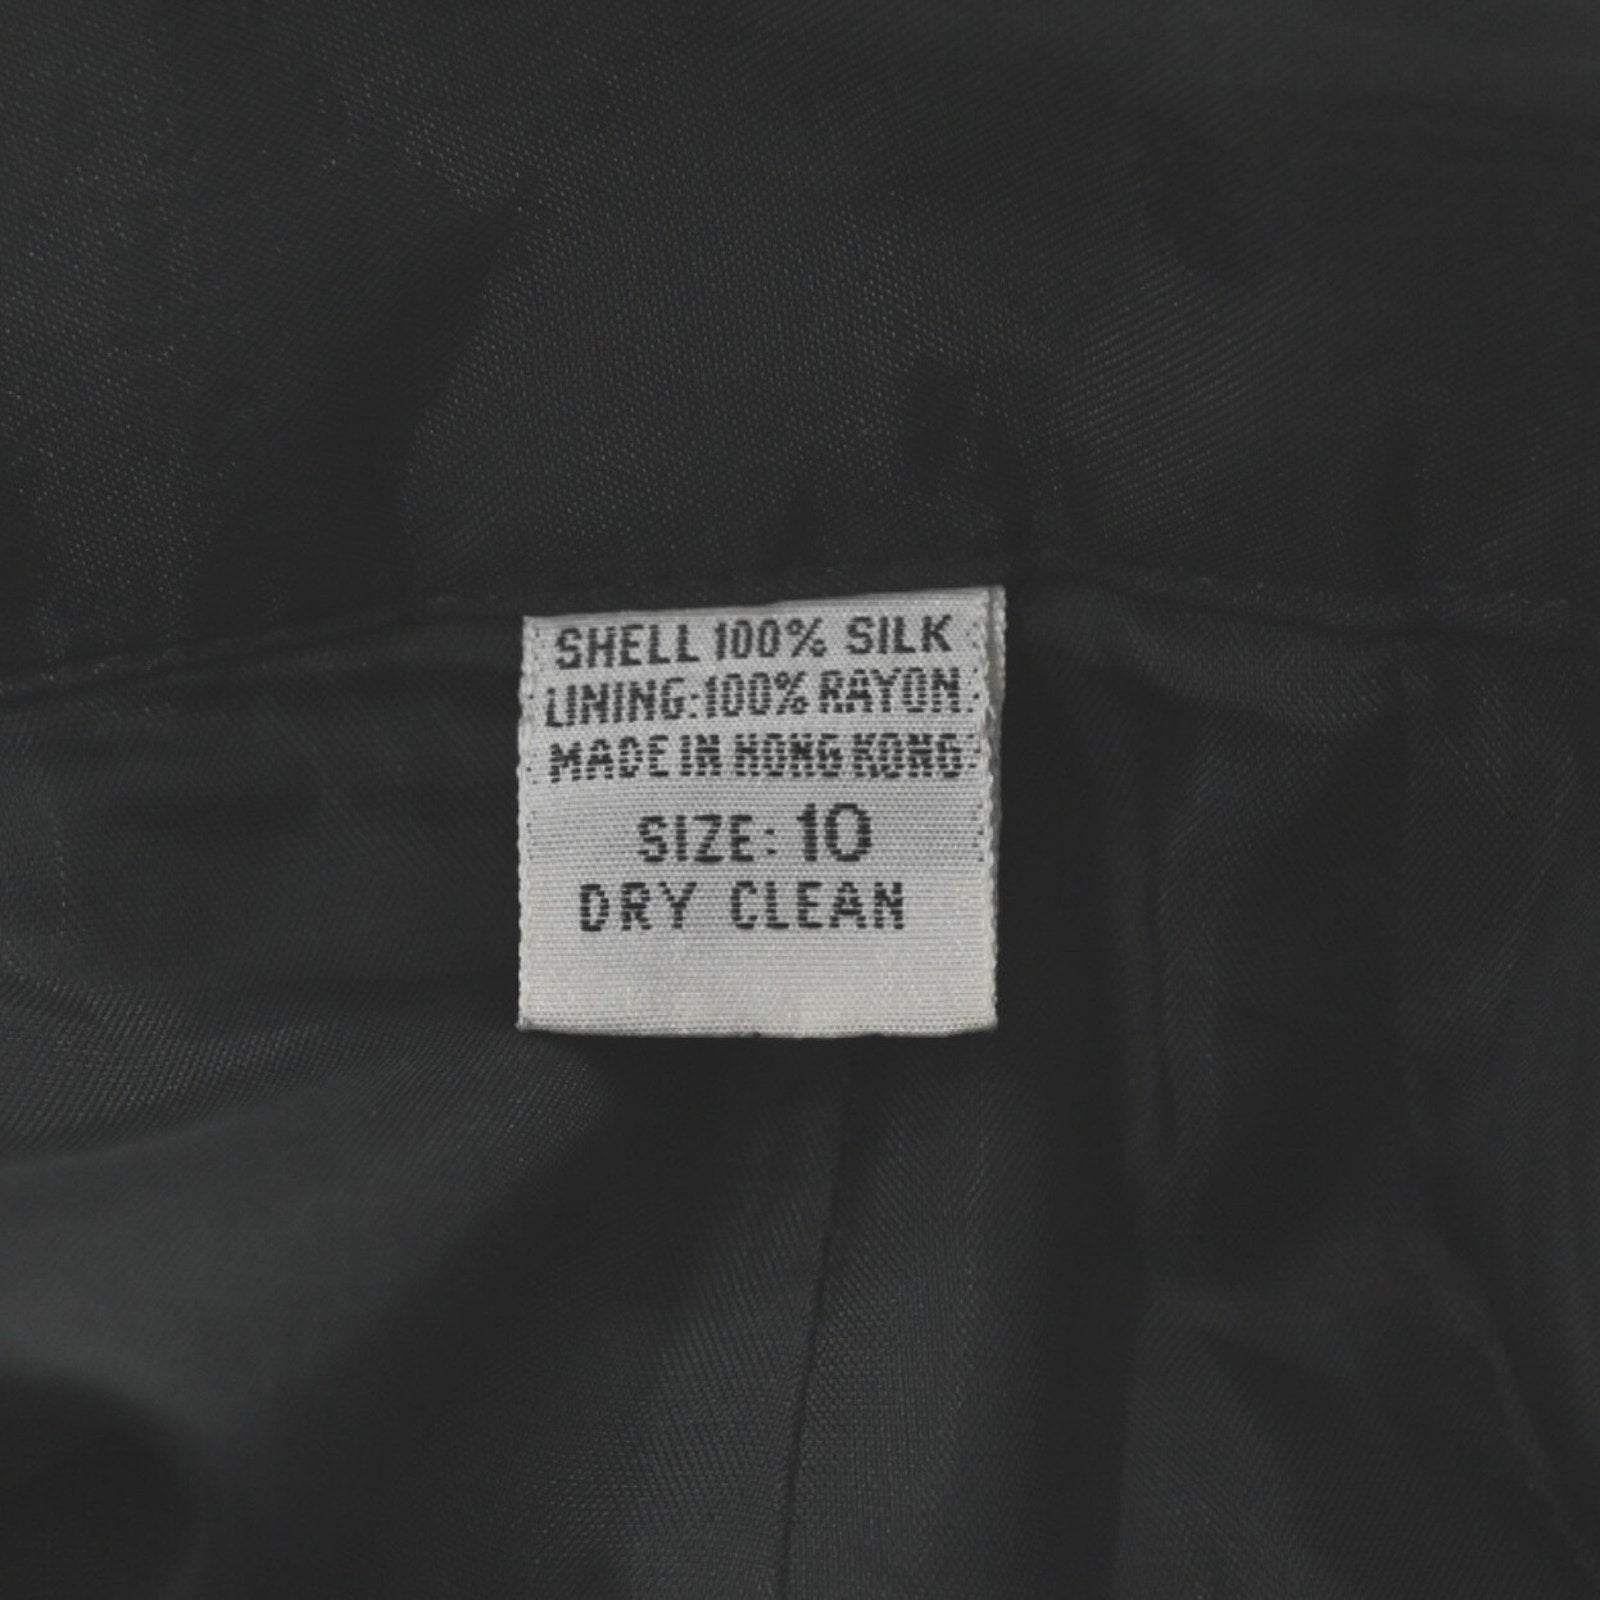 SHELL 100% SILK
LINING:100% RAYON
MADE IN HONG KONG
SIZE: 10
DRY CLEAN